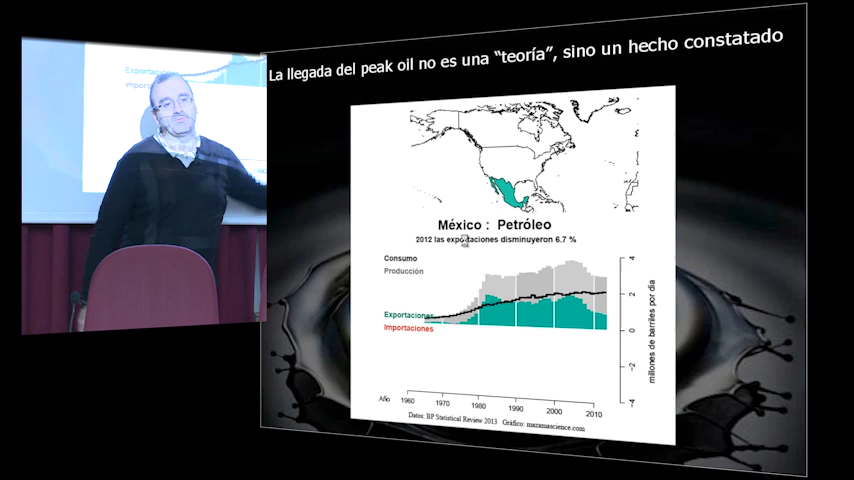 La llegada del peak oil no es una “teoría”, sino un hecho constatado
Exportaciones
México : Petróleo
2012 las exportaciones disminuyeron 6.7 %
Consumo
Producción
Exportaciones
Importaciones
4
2
0
-2
-4
millones de barriles por día
Año 1960 1970 1980 1990 2000 2010
Datos: BP Statistical Review 2013 Gráfico: mazamascience.com